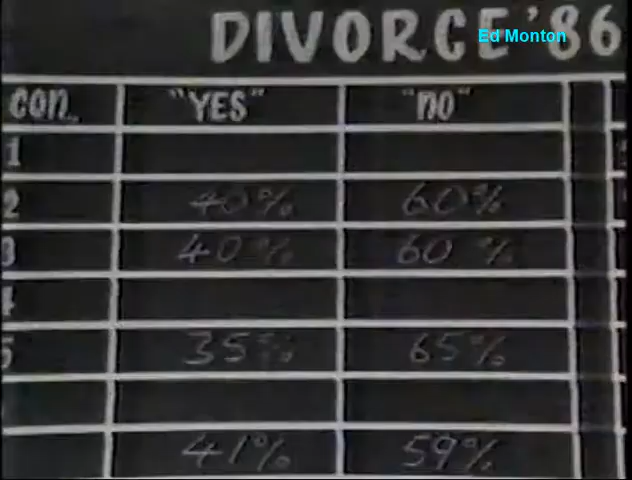 DIVORCE '86
Ed Monton
CON. "YES" "NO"
1
2 40% 60%
3 40% 60%
4
5 35% 65%
41% 59%